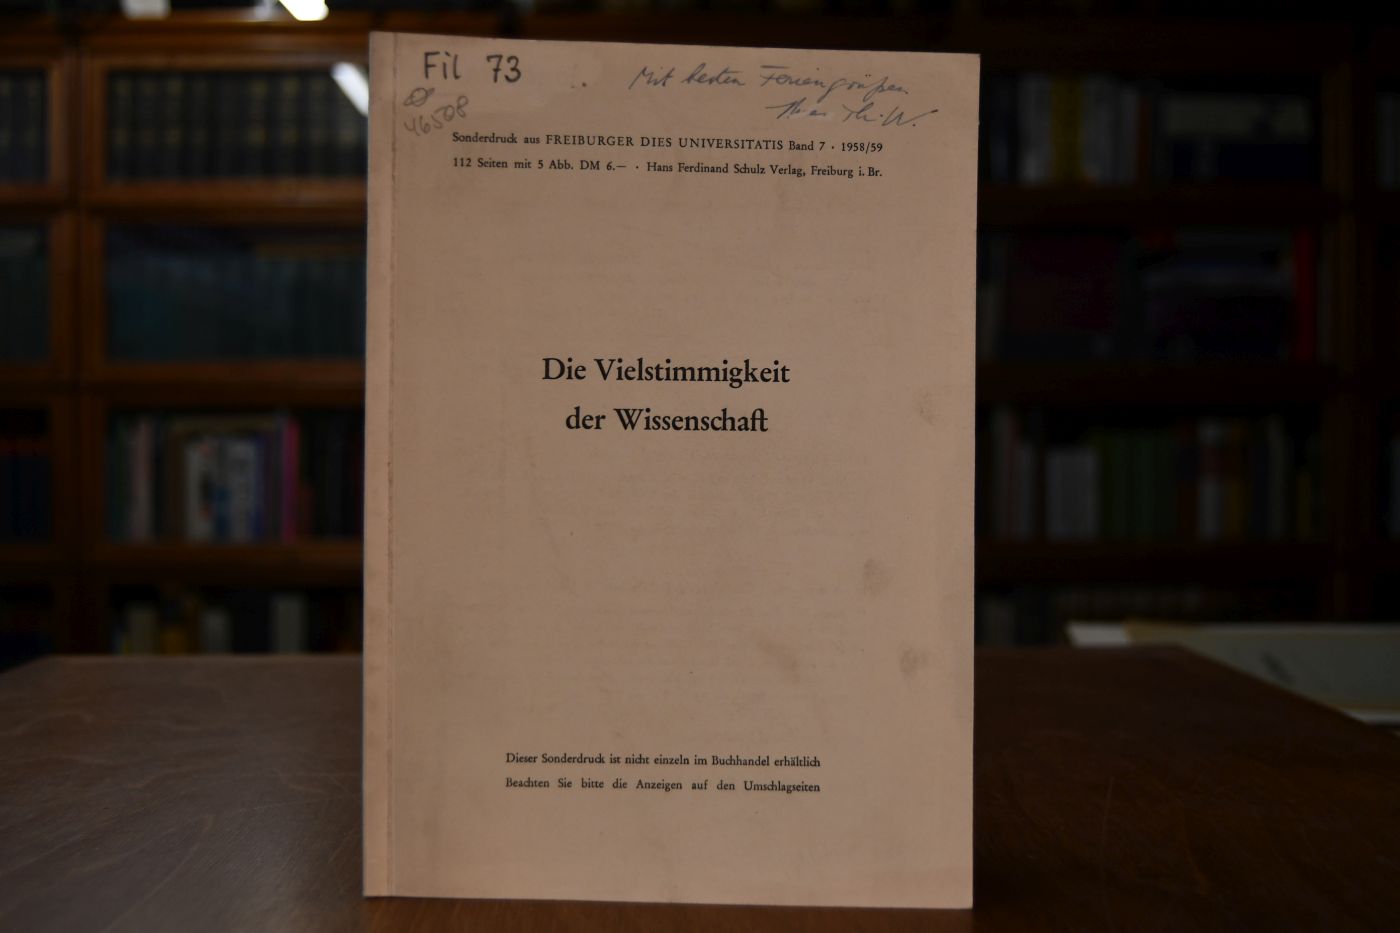 Fil 73
Mit besten Feriengrüßen
46508
Sonderdruck aus FREIBURGER DIES UNIVERSITATIS Band 7 · 1958/59
112 Seiten mit 5 Abb. DM 6.— · Hans Ferdinand Schulz Verlag, Freiburg i. Br.
Die Vielstimmigkeit
der Wissenschaft
Dieser Sonderdruck ist nicht einzeln im Buchhandel erhältlich
Beachten Sie bitte die Anzeigen auf den Umschlagseiten